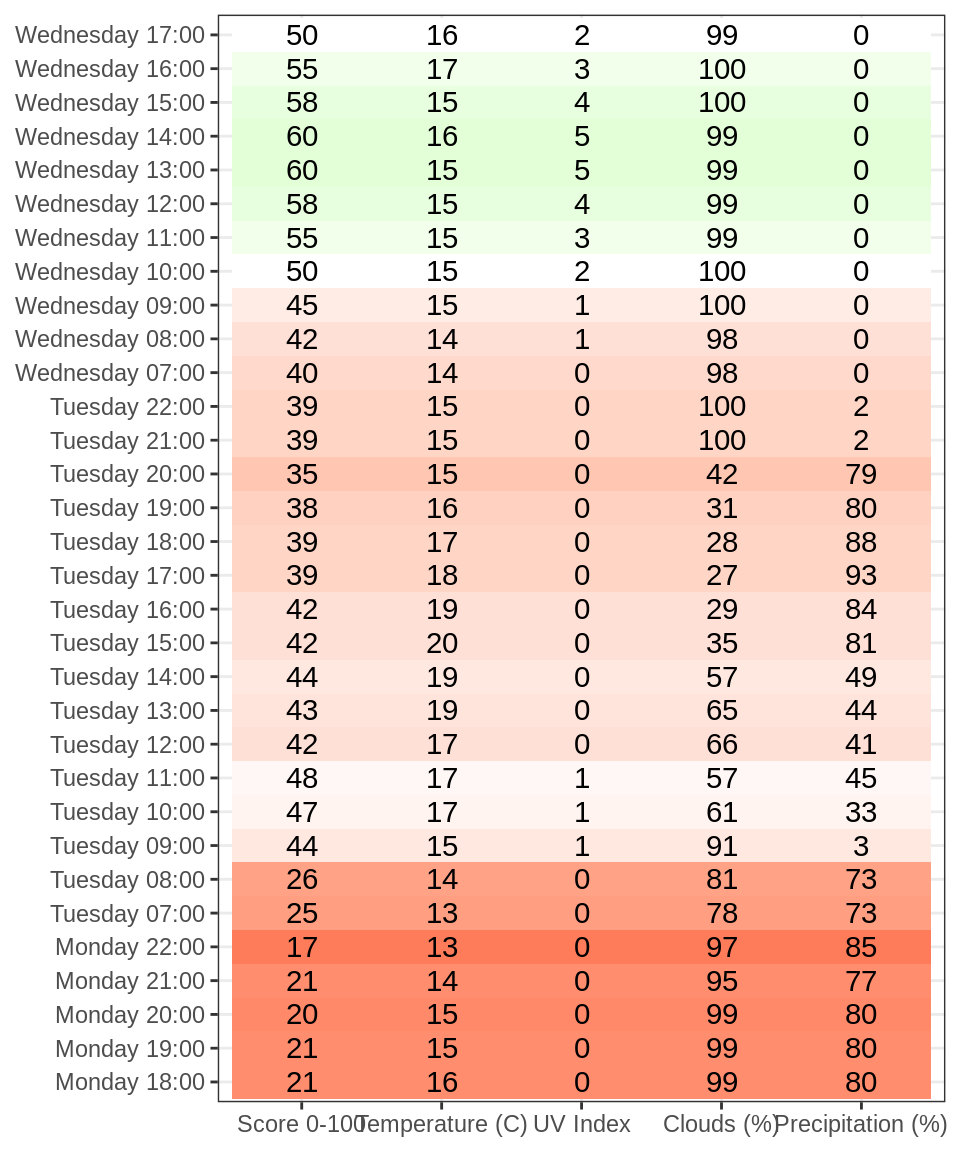 Wednesday 17:00 50 16 2 99 0
Wednesday 16:00 55 17 3 100 0
Wednesday 15:00 58 15 4 100 0
Wednesday 14:00 60 16 5 99 0
Wednesday 13:00 60 15 5 99 0
Wednesday 12:00 58 15 4 99 0
Wednesday 11:00 55 15 3 99 0
Wednesday 10:00 50 15 2 100 0
Wednesday 09:00 45 15 1 100 0
Wednesday 08:00 42 14 1 98 0
Wednesday 07:00 40 14 0 98 0
Tuesday 22:00 39 15 0 100 2
Tuesday 21:00 39 15 0 100 2
Tuesday 20:00 35 15 0 42 79
Tuesday 19:00 38 16 0 31 80
Tuesday 18:00 39 17 0 28 88
Tuesday 17:00 39 18 0 27 93
Tuesday 16:00 42 19 0 29 84
Tuesday 15:00 42 20 0 35 81
Tuesday 14:00 44 19 0 57 49
Tuesday 13:00 43 19 0 65 44
Tuesday 12:00 42 17 0 66 41
Tuesday 11:00 48 17 1 57 45
Tuesday 10:00 47 17 1 61 33
Tuesday 09:00 44 15 1 91 3
Tuesday 08:00 26 14 0 81 73
Tuesday 07:00 25 13 0 78 73
Monday 22:00 17 13 0 97 85
Monday 21:00 21 14 0 95 77
Monday 20:00 20 15 0 99 80
Monday 19:00 21 15 0 99 80
Monday 18:00 21 16 0 99 80
Score 0-100 Temperature (C) UV Index Clouds (%) Precipitation (%)